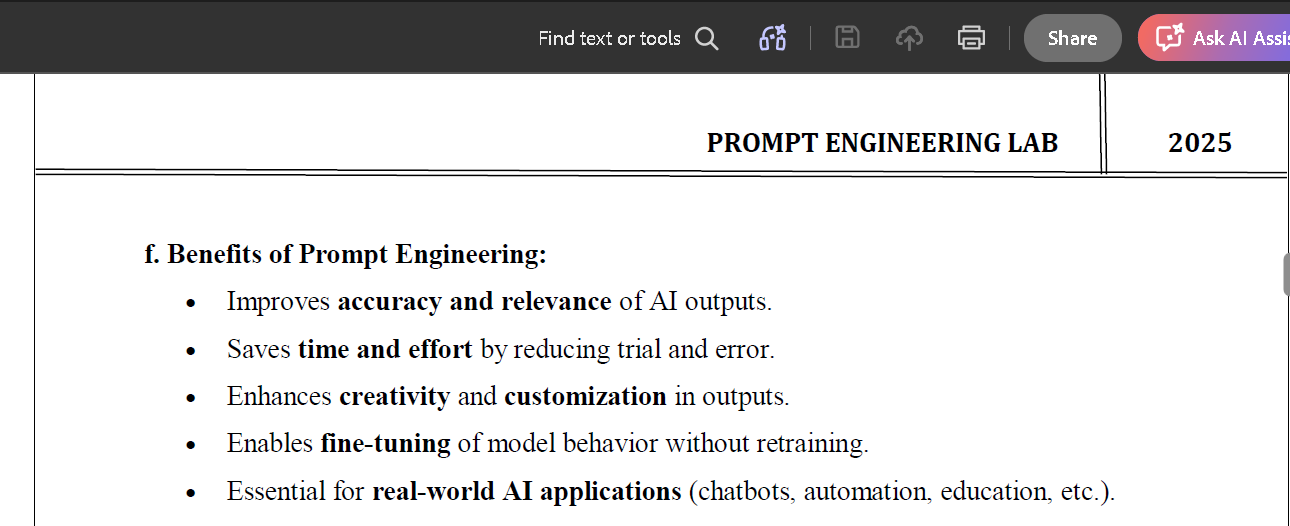 Find text or tools
Share
Ask AI Assis
PROMPT ENGINEERING LAB
2025
f. Benefits of Prompt Engineering:
• Improves accuracy and relevance of AI outputs.
• Saves time and effort by reducing trial and error.
• Enhances creativity and customization in outputs.
• Enables fine-tuning of model behavior without retraining.
• Essential for real-world AI applications (chatbots, automation, education, etc.).